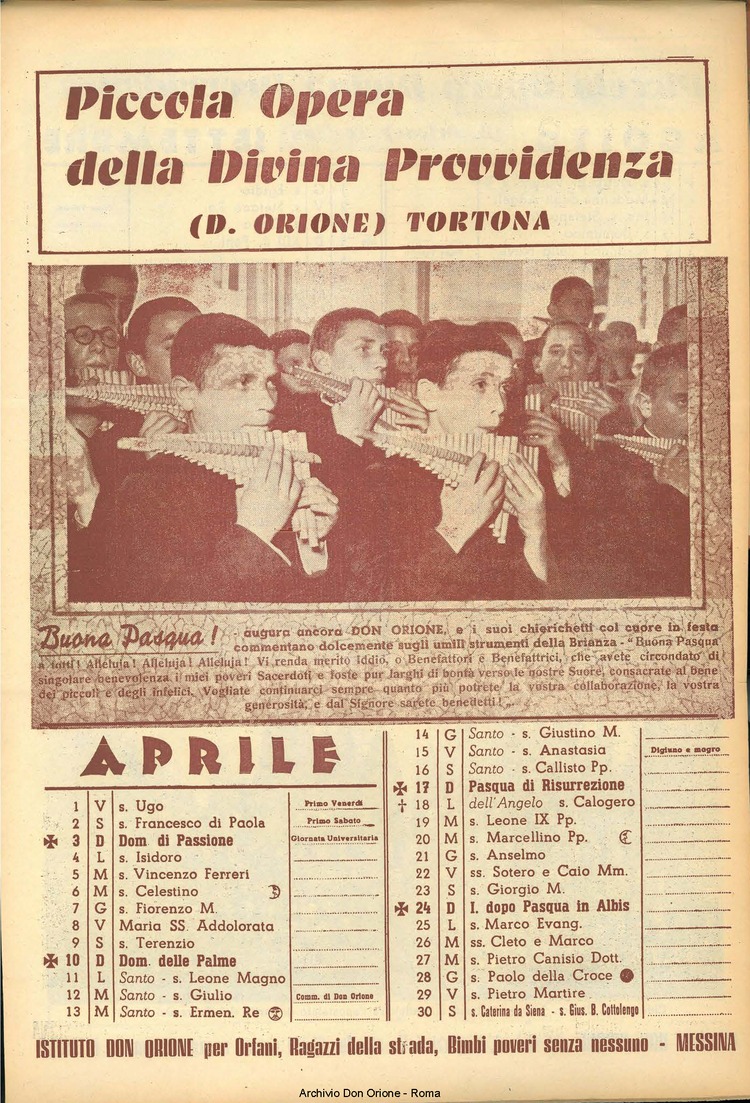 Piccola Opera
della Divina Provvidenza
(D. ORIONE) TORTONA
Buona Pasqua! - augura ancora DON ORIONE, e i suoi chierichetti col cuore in festa
commentano dolcemente sugli umili strumenti della Brianza - "Buona Pasqua
a tutti! Alleluja! Alleluja! Alleluja! Vi renda merito Iddio, o Benefattori e Benefattrici, che avete circondato di
singolare benevolenza i miei poveri Sacerdoti e foste pur larghi di bontà verso le nostre Suore, consacrate al bene
dei piccoli e degli infelici. Vogliate continuarci sempre quanto più potrete la vostra collaborazione, la vostra
generosità, e dal Signore sarete benedetti!„
APRILE
1 V s. Ugo Primo Venerdì
2 S s. Francesco di Paola Primo Sabato
✠ 3 D Dom. di Passione Giornata Universitaria
4 L s. Isidoro
5 M s. Vincenzo Ferreri
6 M s. Celestino
7 G s. Fiorenzo M.
8 V Maria SS. Addolorata
9 S s. Terenzio
✠ 10 D Dom. delle Palme
11 L Santo - s. Leone Magno
12 M Santo - s. Giulio Comm. di Don Orione
13 M Santo - s. Ermen. Re
14 G Santo - s. Giustino M.
15 V Santo - s. Anastasia Digiuno e magro
16 S Santo - s. Callisto Pp.
✠ 17 D Pasqua di Risurrezione
† 18 L dell'Angelo s. Calogero
19 M s. Leone IX Pp.
20 M s. Marcellino Pp.
21 G s. Anselmo
22 V ss. Sotero e Caio Mm.
23 S s. Giorgio M.
✠ 24 D I. dopo Pasqua in Albis
25 L s. Marco Evang.
26 M ss. Cleto e Marco
27 M s. Pietro Canisio Dott.
28 G s. Paolo della Croce
29 V s. Pietro Martire
30 S s. Caterina da Siena - s. Gius. B. Cottolengo
ISTITUTO DON ORIONE per Orfani, Ragazzi della strada, Bimbi poveri senza nessuno - MESSINA
Archivio Don Orione - Roma